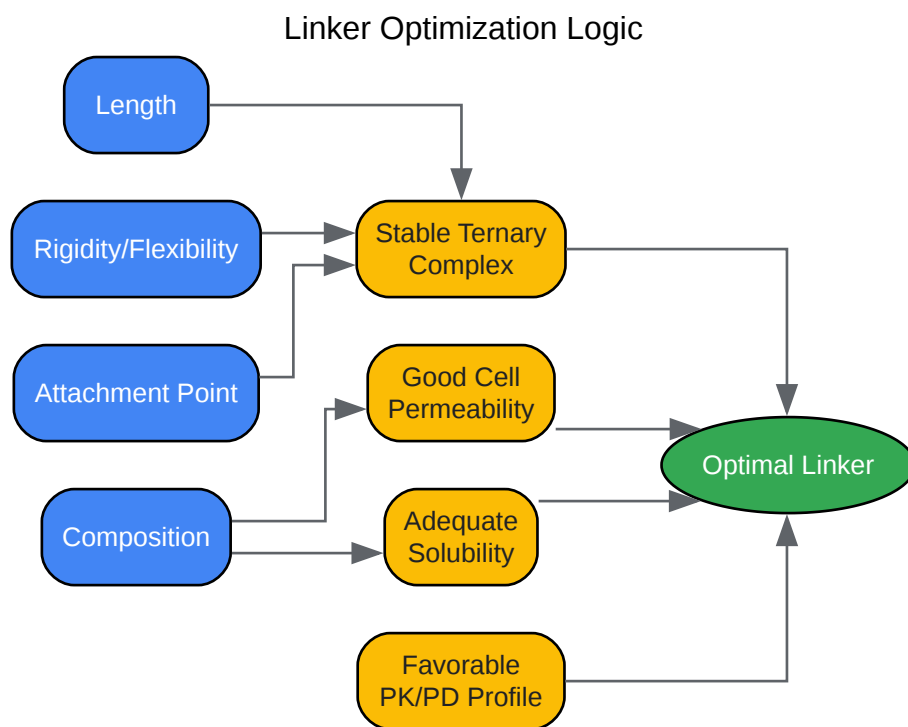 Linker Optimization Logic
Length
Rigidity/Flexibility
Stable Ternary
Complex
Attachment Point
Good Cell
Permeability
Optimal Linker
Composition
Adequate
Solubility
Favorable
PK/PD Profile